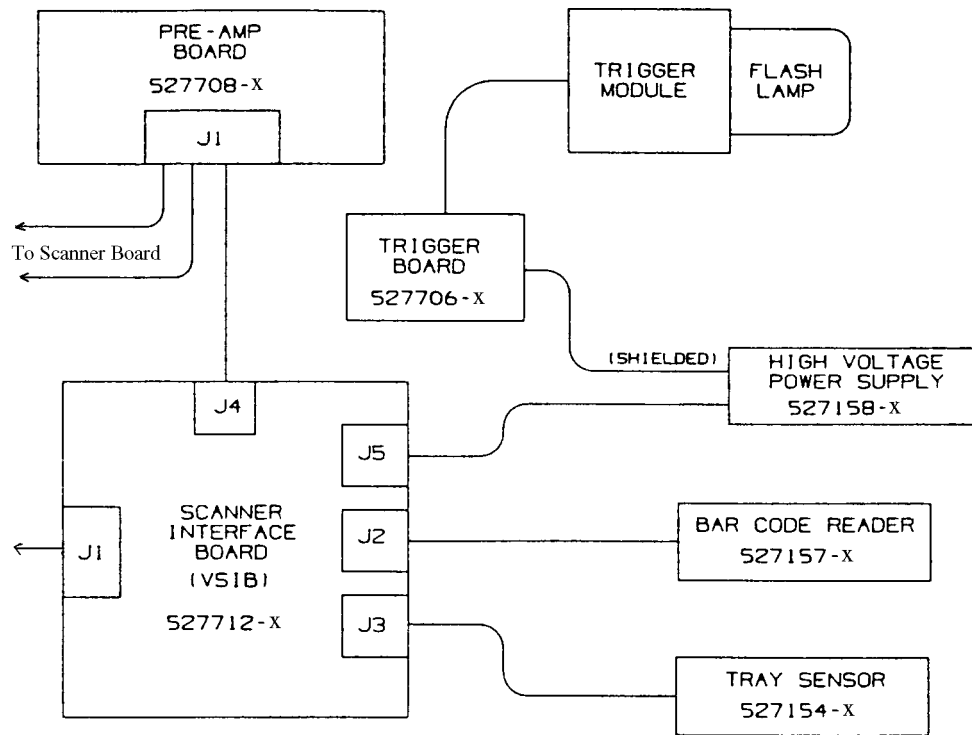 PRE-AMP
BOARD
527708-X
J1
To Scanner Board
TRIGGER
MODULE
FLASH
LAMP
TRIGGER
BOARD
527706-X
(SHIELDED)
HIGH VOLTAGE
POWER SUPPLY
527158-X
J4
J5
SCANNER
INTERFACE
BOARD
(VSIB)
527712-X
J1
J2
J3
BAR CODE READER
527157-X
TRAY SENSOR
527154-X